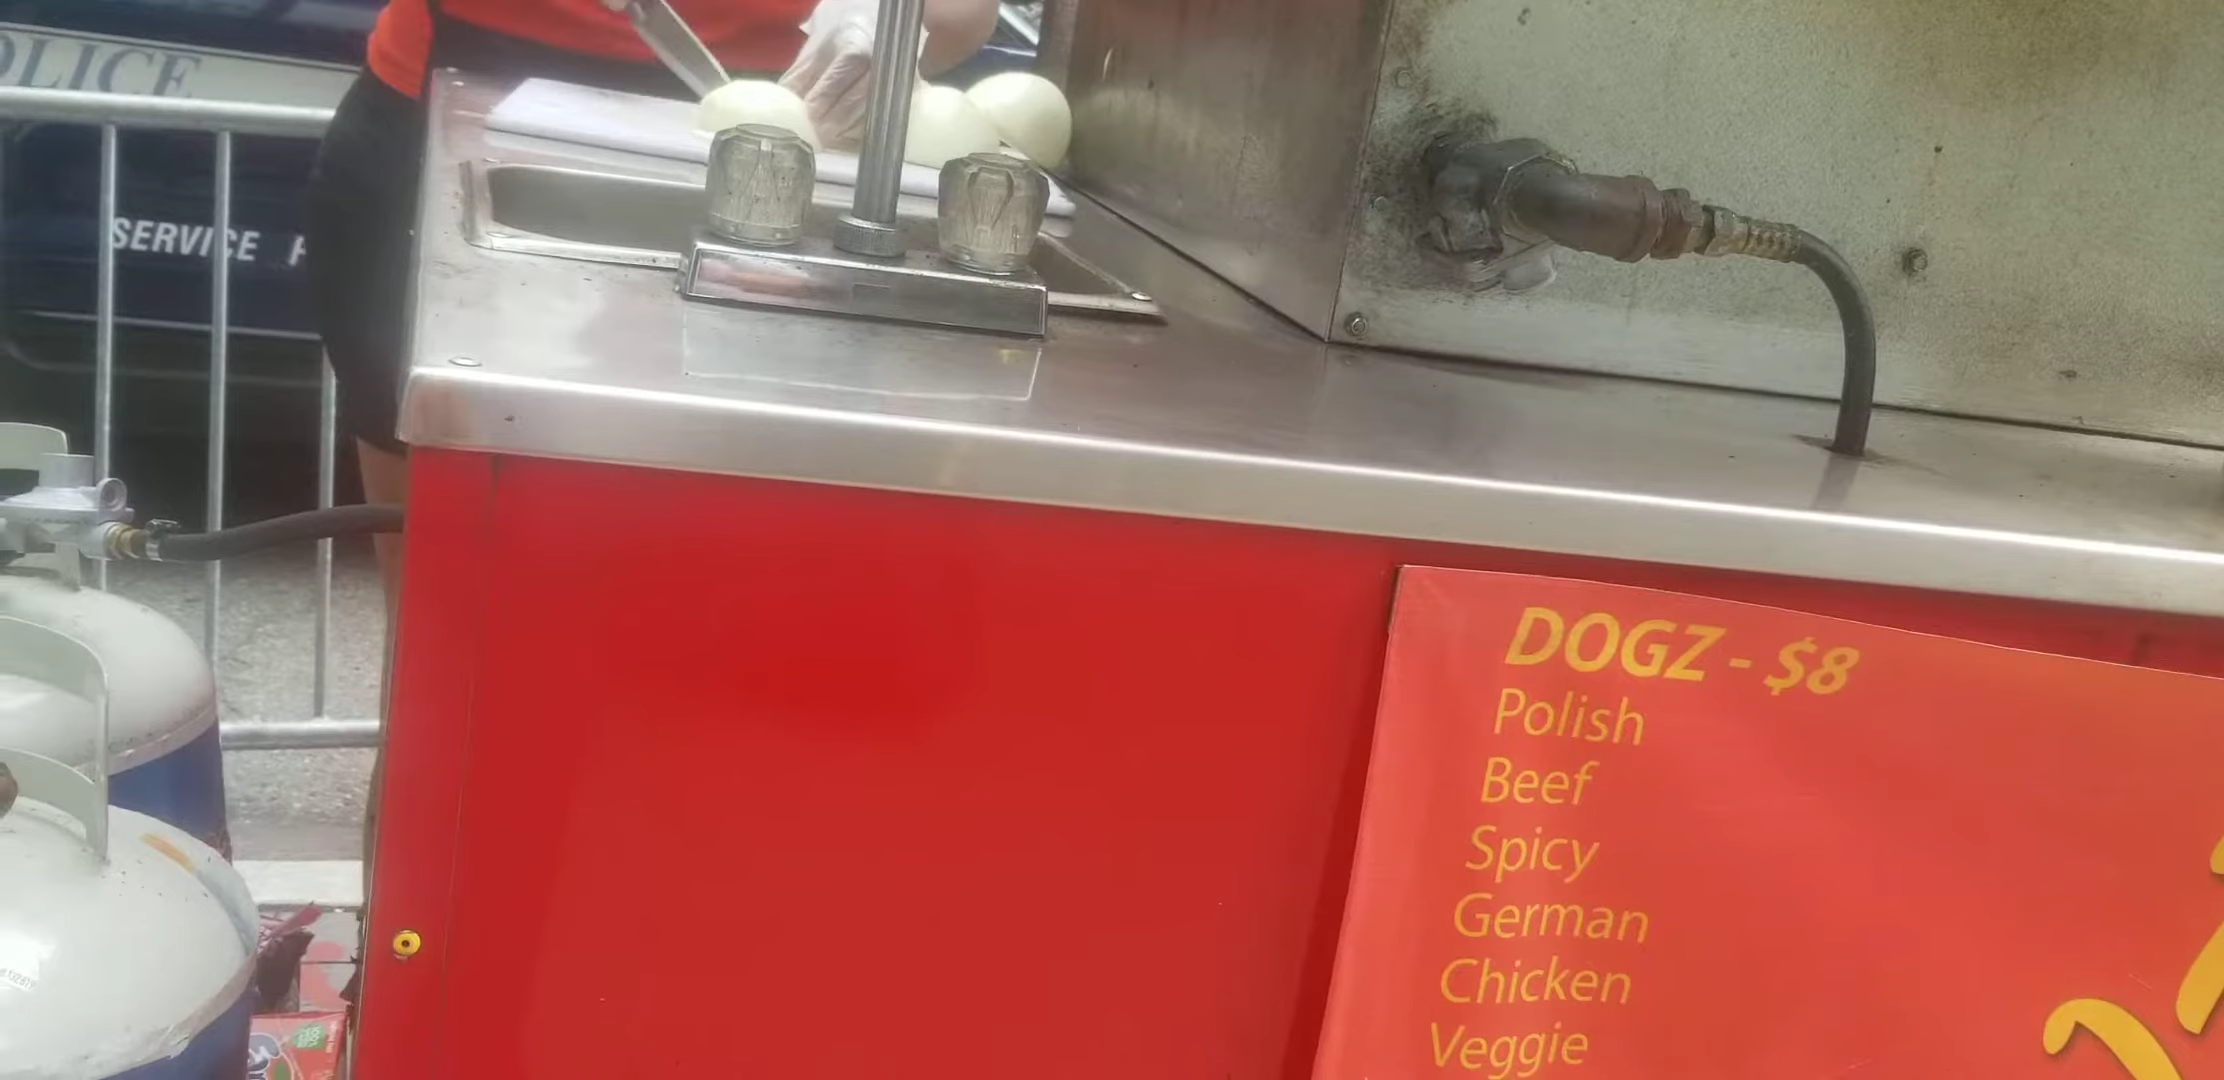 OLICE
SERVICE
DOGZ - $8
Polish
Beef
Spicy
German
Chicken
Veggie